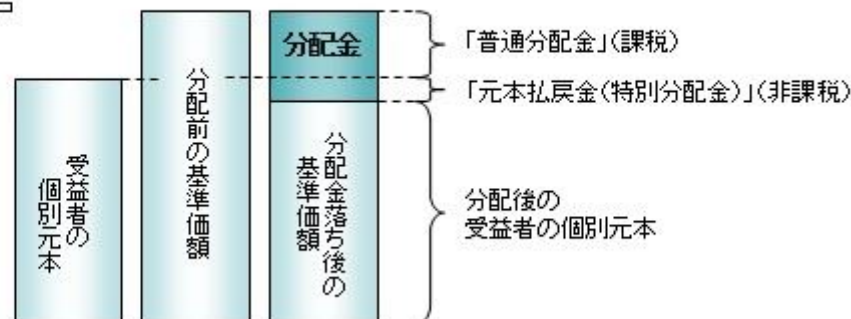 受益者の
個別元本
分配前の基準価額
分配金
分配金落ち後の
基準価額
「普通分配金」(課税)
「元本払戻金(特別分配金)」(非課税)
分配後の
受益者の個別元本